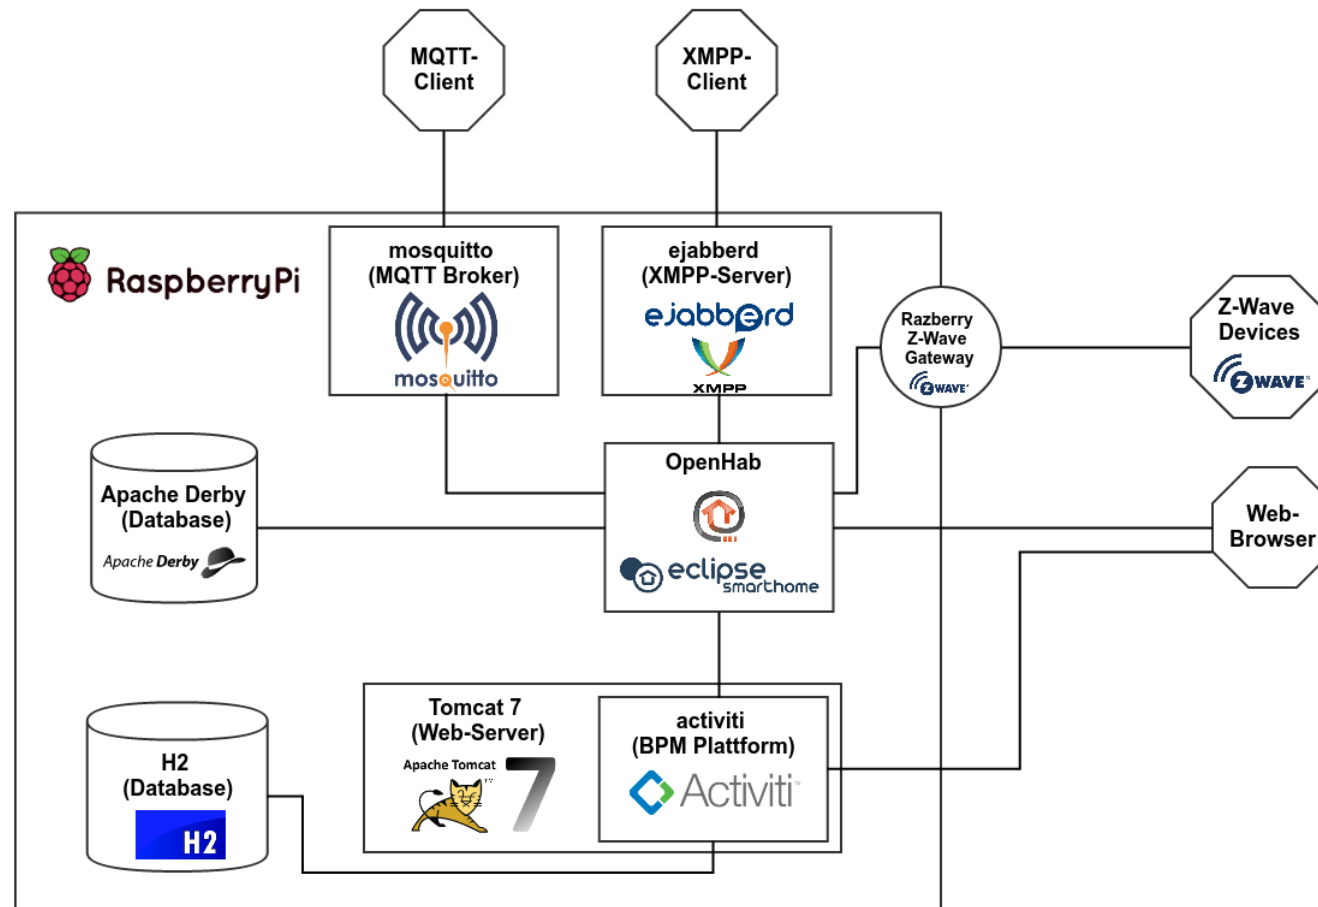 MQTT-
Client
XMPP-
Client
RaspberryPi
mosquitto
(MQTT Broker)
mosquitto
ejabberd
(XMPP-Server)
ejabberd
XMPP
Razberry
Z-Wave
Gateway
Z WAVE
Z-Wave
Devices
Z WAVE
Apache Derby
(Database)
Apache Derby
OpenHab
eclipse
smarthome
Web-
Browser
H2
(Database)
H2
Tomcat 7
(Web-Server)
Apache Tomcat
TM
7
activiti
(BPM Plattform)
Activiti